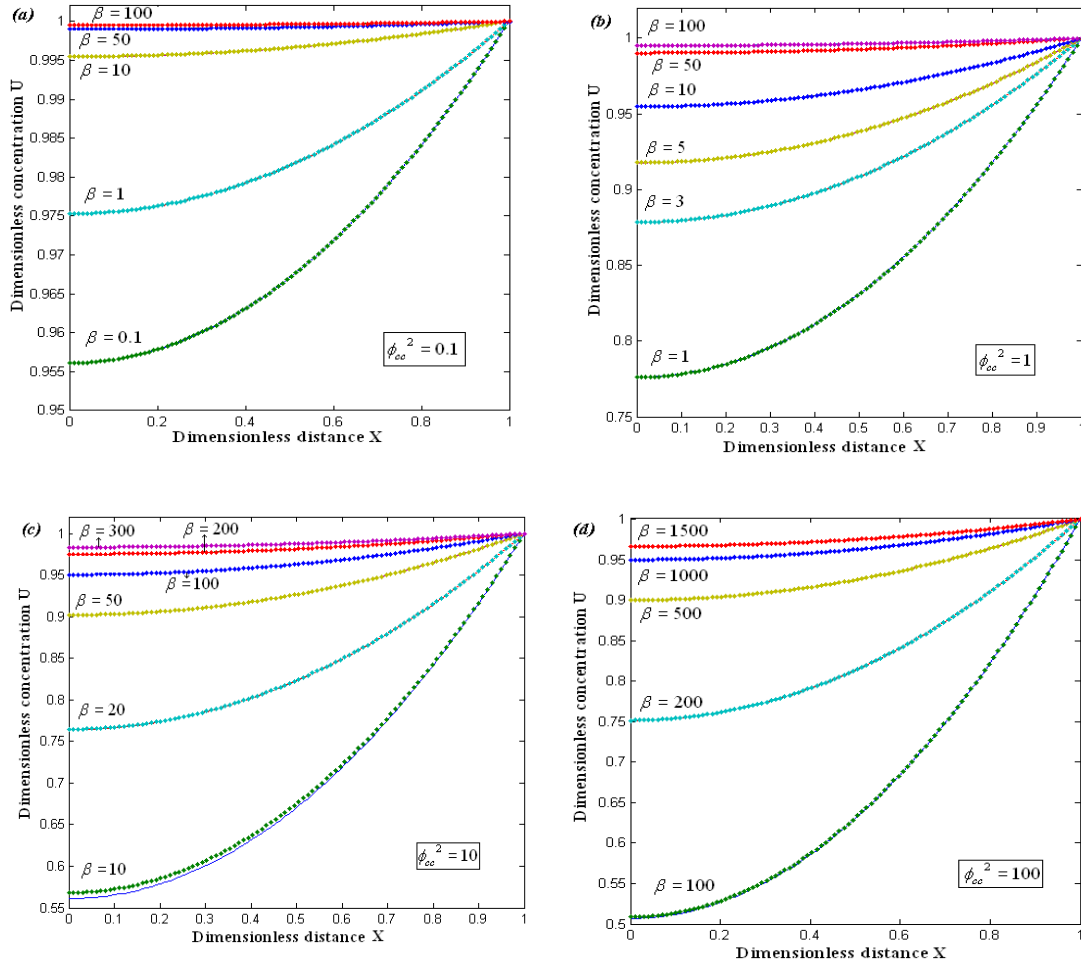 (a)
Dimensionless concentration U
1
0.995
0.99
0.985
0.98
0.975
0.97
0.965
0.96
0.955
0.95
β = 100
β = 50
β = 10
β = 1
β = 0.1
ϕcc² = 0.1
0 0.2 0.4 0.6 0.8 1
Dimensionless distance X
(b)
Dimensionless concentration U
1
0.95
0.9
0.85
0.8
0.75
β = 100
β = 50
β = 10
β = 5
β = 3
β = 1
ϕcc² = 1
0 0.1 0.2 0.3 0.4 0.5 0.6 0.7 0.8 0.9 1
Dimensionless distance X
(c)
Dimensionless concentration U
1
0.95
0.9
0.85
0.8
0.75
0.7
0.65
0.6
0.55
β = 300
β = 200
β = 100
β = 50
β = 20
β = 10
ϕcc² = 10
0 0.1 0.2 0.3 0.4 0.5 0.6 0.7 0.8 0.9 1
Dimensionless distance X
(d)
Dimensionless concentration U
1
0.95
0.9
0.85
0.8
0.75
0.7
0.65
0.6
0.55
0.5
β = 1500
β = 1000
β = 500
β = 200
β = 100
ϕcc² = 100
0 0.2 0.4 0.6 0.8 1
Dimensionless distance X